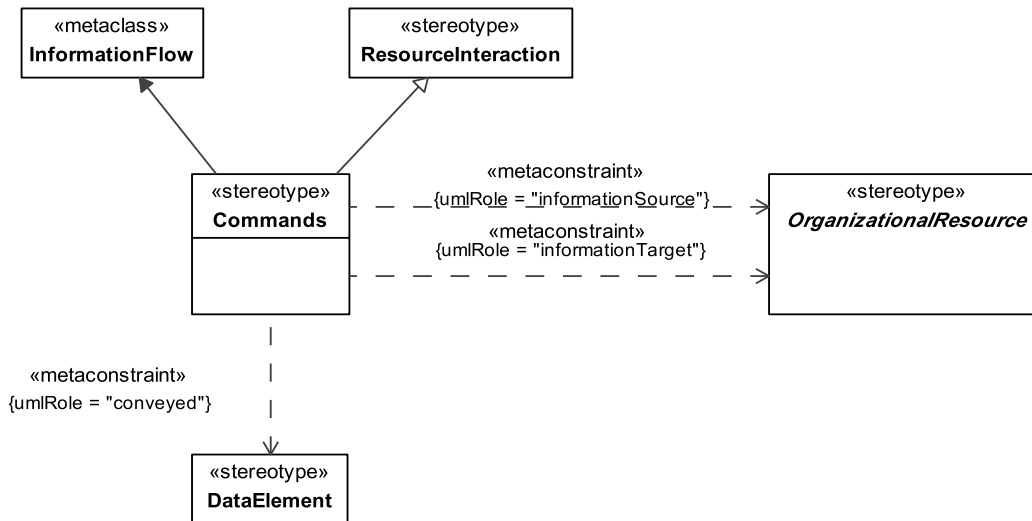 «metaclass»
InformationFlow
«stereotype»
ResourceInteraction
«stereotype»
Commands
«metaconstraint»
{umlRole = "informationSource"}
«metaconstraint»
{umlRole = "informationTarget"}
«stereotype»
OrganizationalResource
«metaconstraint»
{umlRole = "conveyed"}
«stereotype»
DataElement